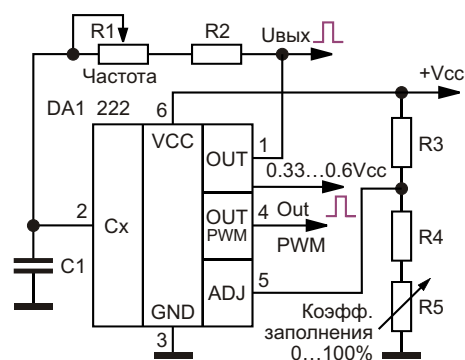 R1
R2
Uвых
Частота
+Vcc
DA1 222
6
VCC
OUT
1
R3
0.33...0.6Vcc
2
Cx
OUT
PWM
4
Out
PWM
R4
C1
ADJ
5
GND
3
Коэфф.
заполнения
0...100%
R5